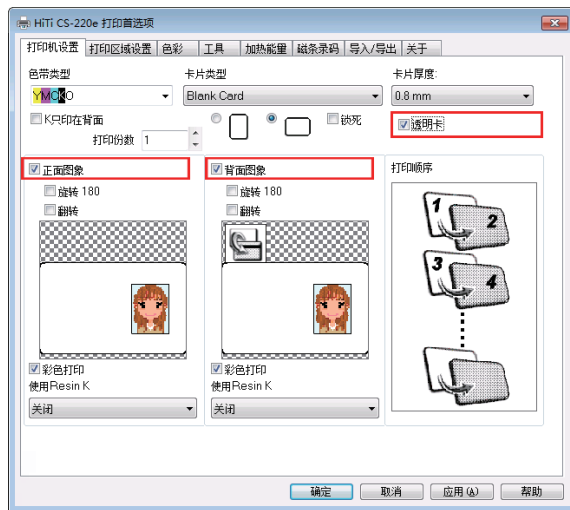 HiTi CS-220e 打印首选项
打印机设置 打印区域设置 色彩 工具 加热能量 磁条录码 导入/导出 关于
色带类型 卡片类型 卡片厚度:
YMCKO Blank Card 0.8 mm
K只印在背面 锁死 透明卡
打印份数 1
正面图象 背面图象 打印顺序
旋转 180 旋转 180
翻转 翻转
1 2
3 4
彩色打印 彩色打印
使用Resin K 使用Resin K
关闭 关闭
确定 取消 应用(A) 帮助